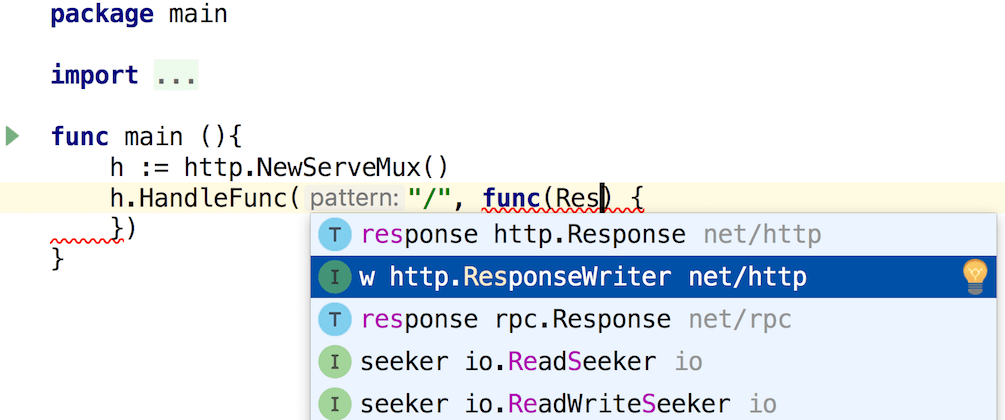 package main
import ...
func main (){
h := http.NewServeMux()
h.HandleFunc( pattern: "/", func(Res) {
})
}
T response http.Response net/http
I w http.ResponseWriter net/http
T response rpc.Response net/rpc
I seeker io.ReadSeeker io
I seeker io.ReadWriteSeeker io